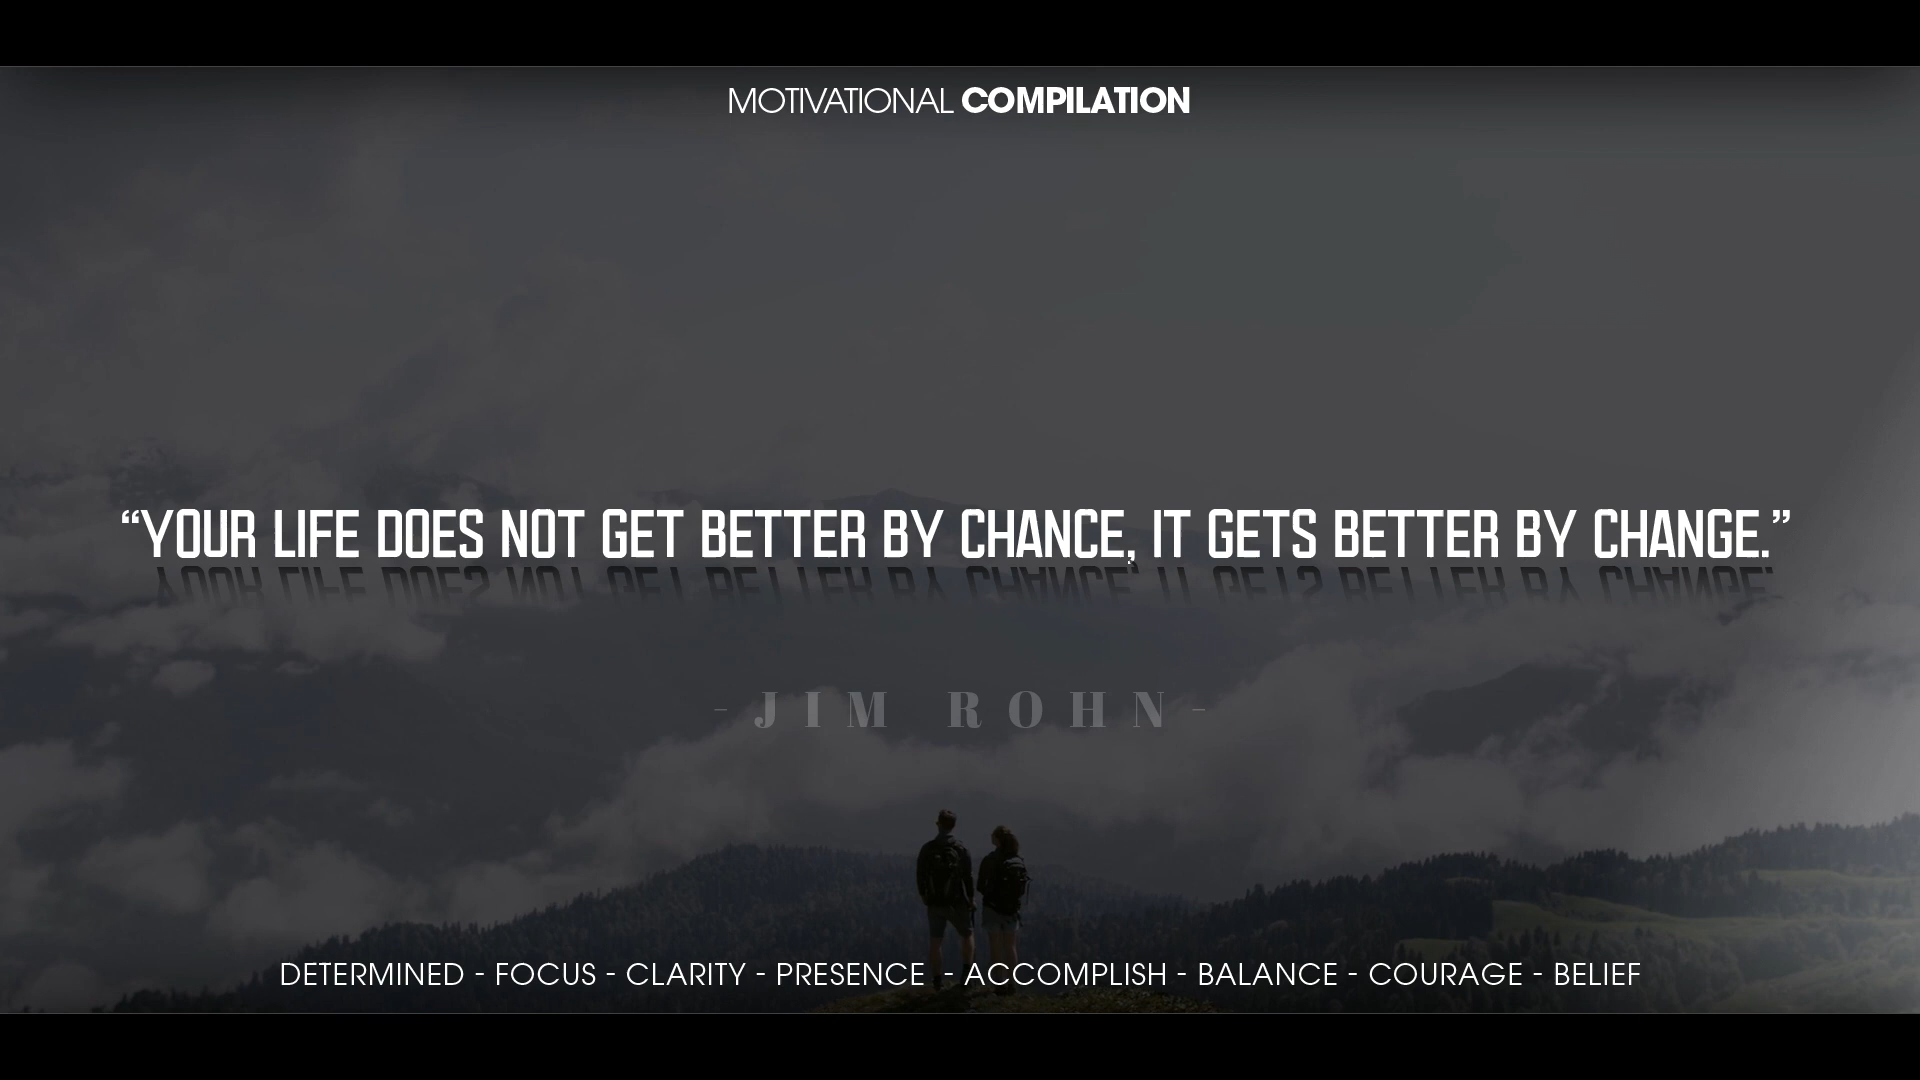 MOTIVATIONAL COMPILATION
“YOUR LIFE DOES NOT GET BETTER BY CHANCE, IT GETS BETTER BY CHANGE.”
- JIM ROHN -
DETERMINED - FOCUS - CLARITY - PRESENCE - ACCOMPLISH - BALANCE - COURAGE - BELIEF